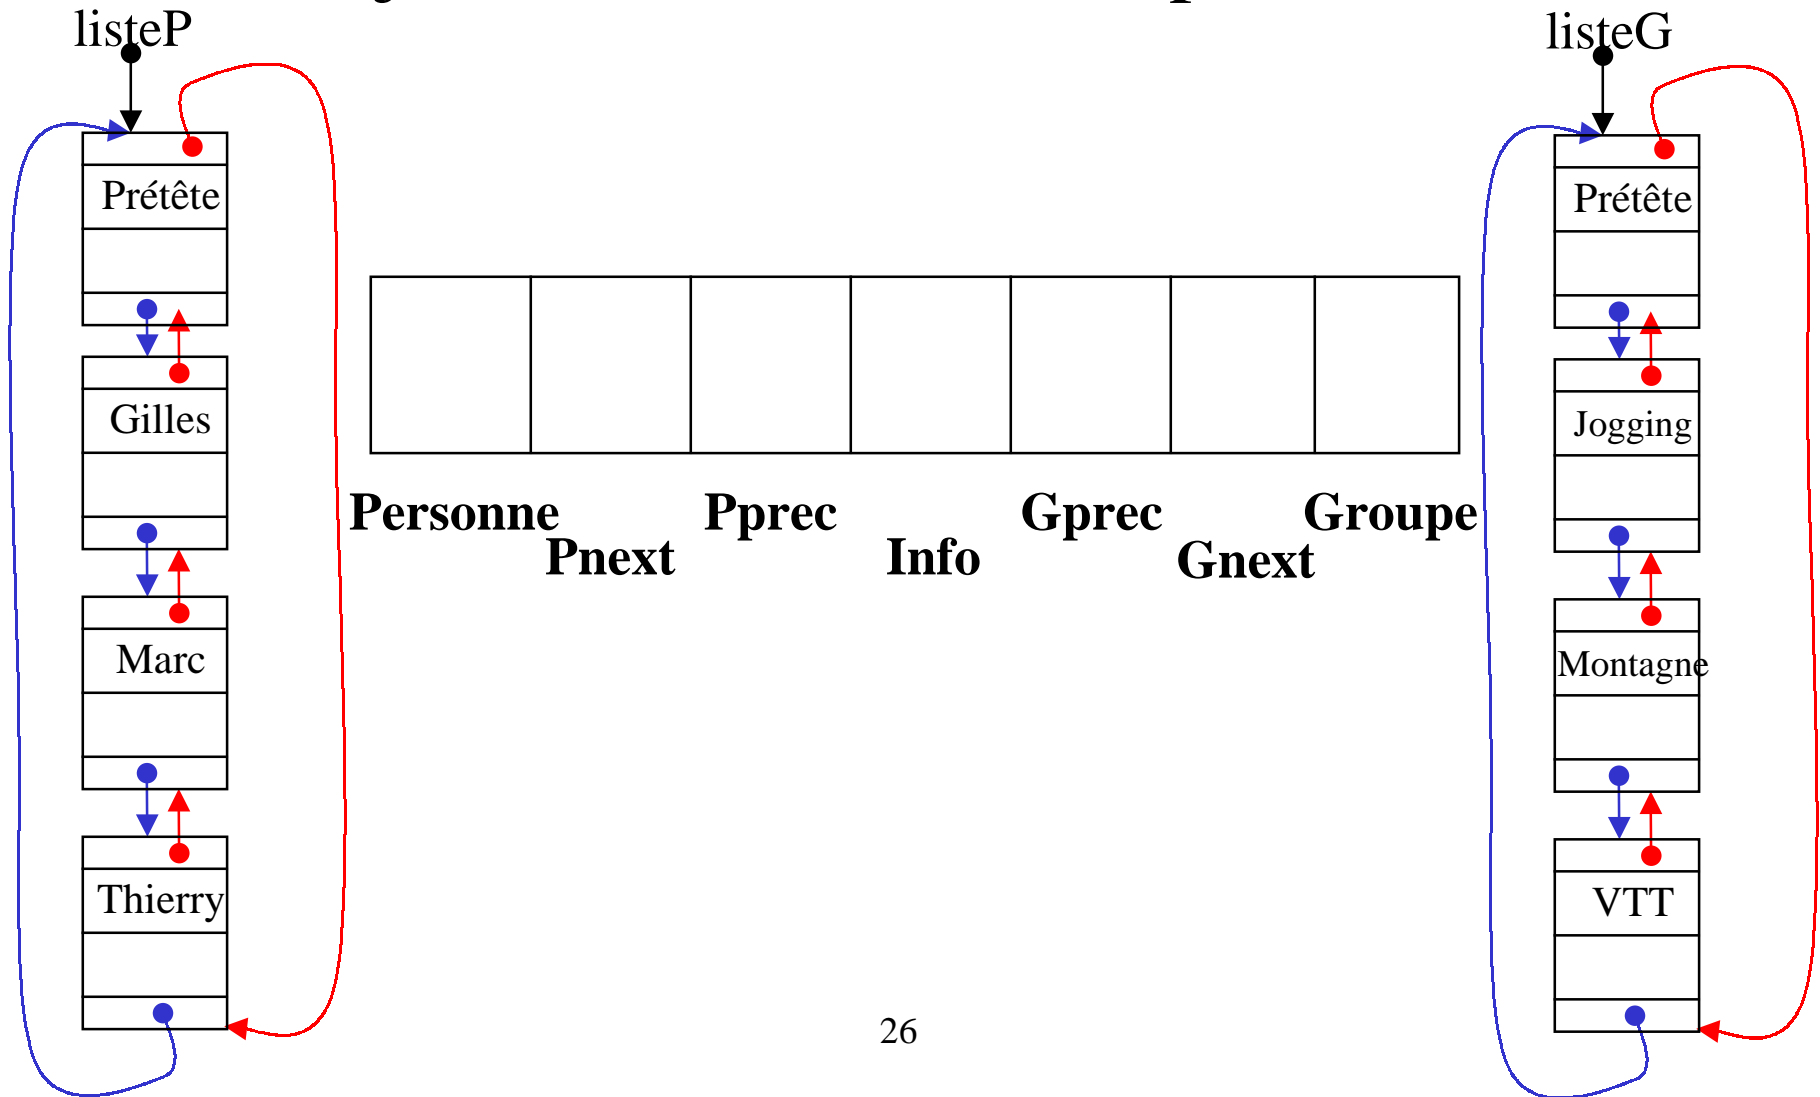 listeP
listeG
Prétête
Prétête
Gilles
Jogging
Personne Pprec Gprec Groupe
Pnext Info Gnext
Marc
Montagne
Thierry
VTT
26